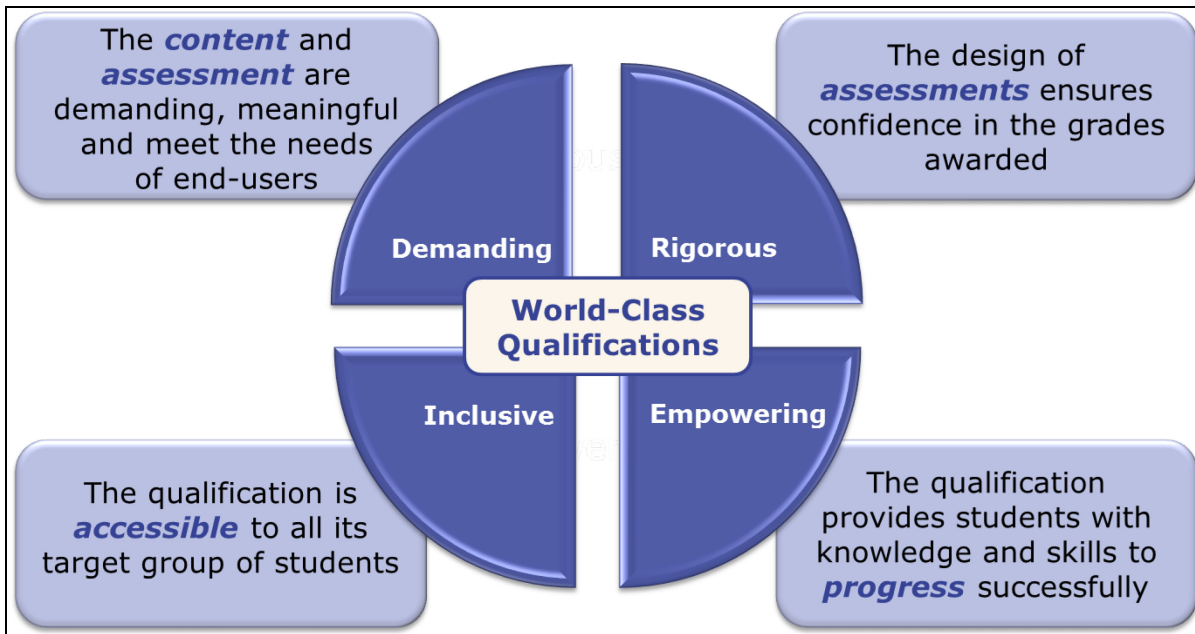 The content and
assessment are
demanding, meaningful
and meet the needs
of end-users
The design of
assessments ensures
confidence in the grades
awarded
Demanding
Rigorous
World-Class
Qualifications
Inclusive
Empowering
The qualification is
accessible to all its
target group of students
The qualification
provides students with
knowledge and skills to
progress successfully